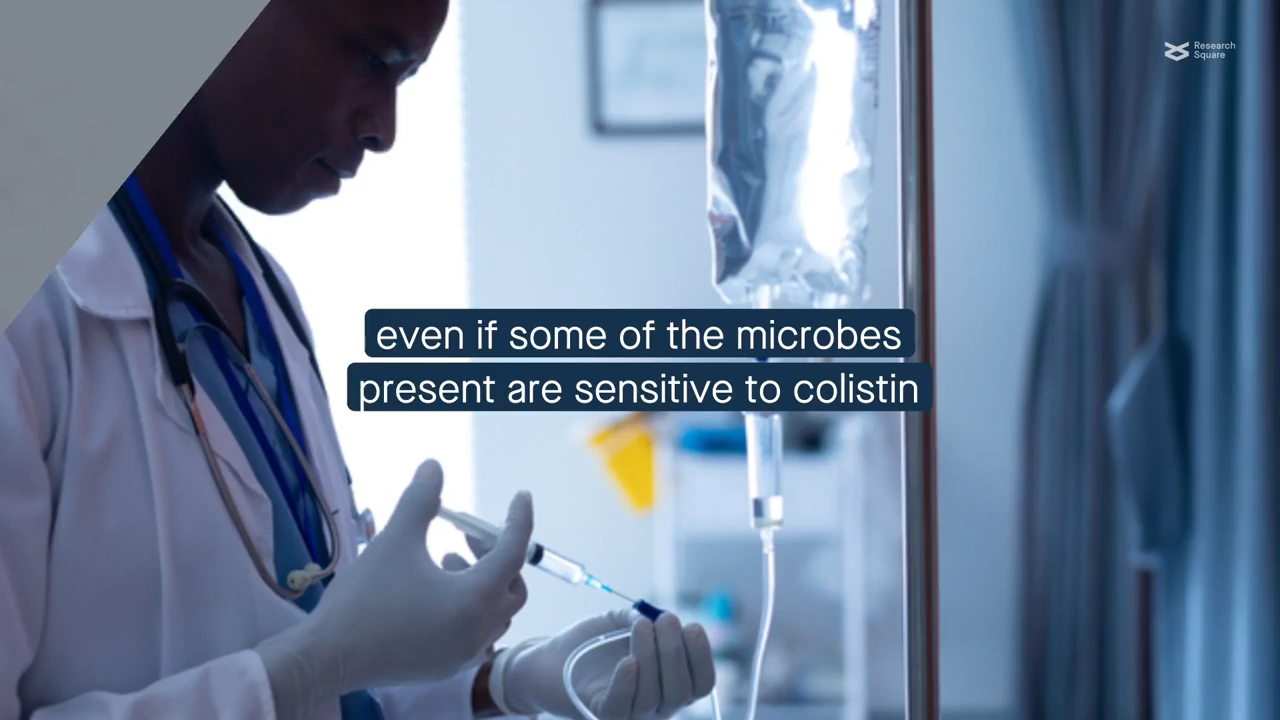 Research
Square
even if some of the microbes
present are sensitive to colistin